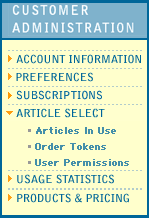 CUSTOMER
ADMINISTRATION
ACCOUNT INFORMATION
PREFERENCES
SUBSCRIPTIONS
ARTICLE SELECT
Articles In Use
Order Tokens
User Permissions
USAGE STATISTICS
PRODUCTS & PRICING